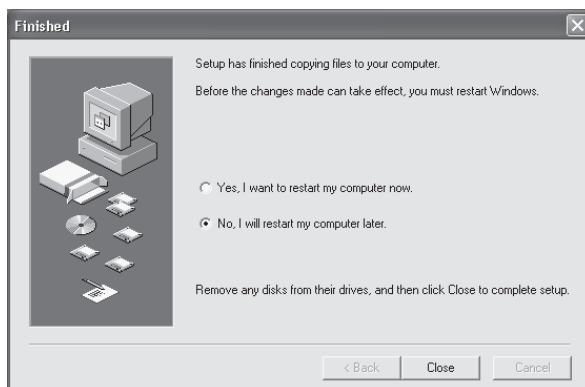 Finished
Setup has finished copying files to your computer.
Before the changes made can take effect, you must restart Windows.
Yes, I want to restart my computer now.
No, I will restart my computer later.
Remove any disks from their drives, and then click Close to complete setup.
< Back
Close
Cancel